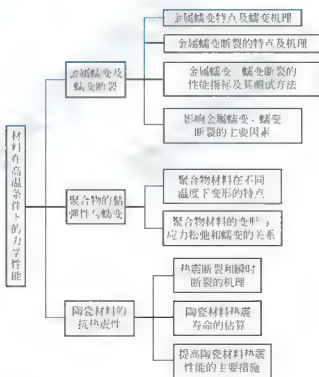 材料在高温条件下的力学性能
金属蠕变及
蠕变断裂
金属蠕变特点及蠕变机理
金属蠕变断裂的特点及机理
金属蠕变、蠕变断裂的
性能指标及其测试方法
影响金属蠕变、蠕变
断裂的主要因素
聚合物的黏
弹性与蠕变
聚合物材料在不同
温度下变形的特点
聚合物材料的变形与
应力松弛和蠕变的关系
陶瓷材料的
抗热震性
热震断裂和瞬时
断裂的机理
陶瓷材料热震
寿命的估算
提高陶瓷材料热震
性能的主要措施